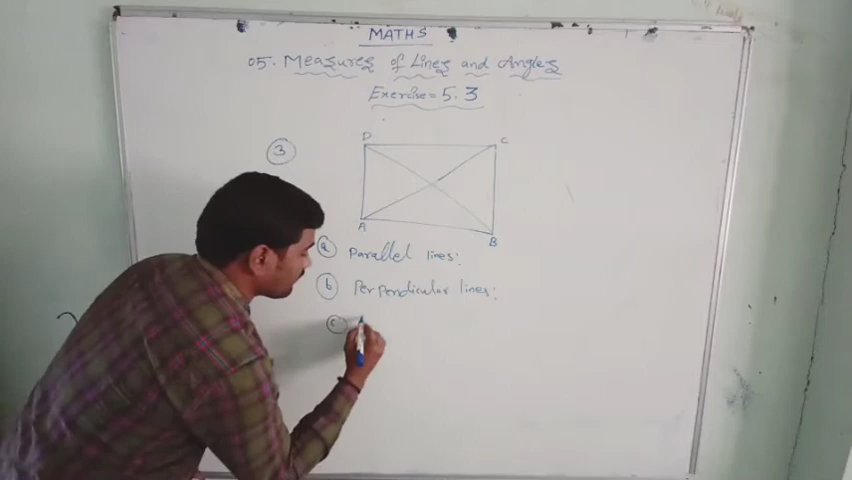 MATHS
05. Measures of Lines and Angles
Exercise = 5.3
3
D
C
A
B
a Parallel lines:
b Perpendicular lines:
c